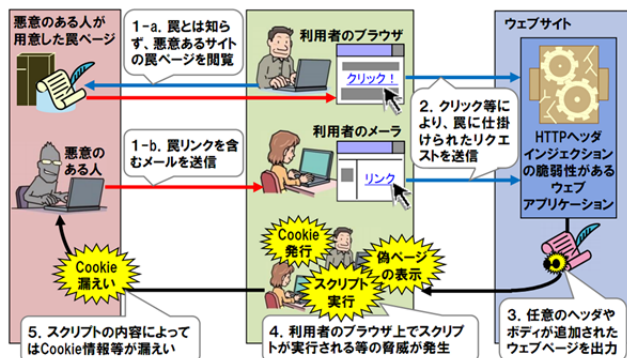 悪意のある人が
用意した罠ページ
1-a. 罠とは知ら
ず、悪意あるサイト
の罠ページを閲覧
利用者のブラウザ
クリック！
ウェブサイト
2. クリック等に
より、罠に仕掛
けられたリクエ
ストを送信
悪意の
ある人
1-b. 罠リンクを含
むメールを送信
利用者のメーラ
リンク
HTTPヘッダ
インジェクション
の脆弱性がある
ウェブ
アプリケーション
Cookie
発行
偽ページ
の表示
スクリプト
実行
Cookie
漏えい
5. スクリプトの内容によって
はCookie情報等が漏えい
4. 利用者のブラウザ上でスクリプ
トが実行される等の脅威が発生
3. 任意のヘッダや
ボディが追加された
ウェブページを出力